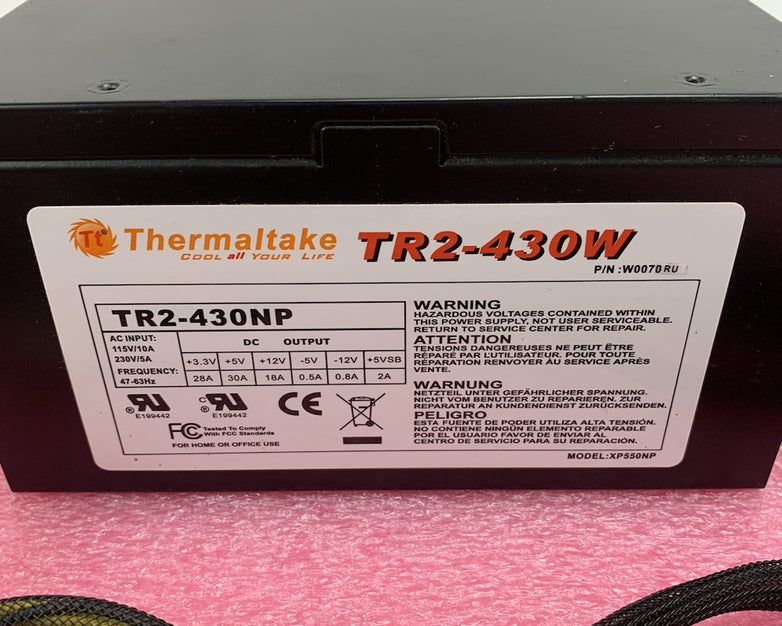 Tt Thermaltake
COOL all YOUR LIFE
TR2-430W
P/N :W0070RU
TR2-430NP
AC INPUT:
115V/10A
230V/5A
FREQUENCY:
47-63Hz
DC OUTPUT
+3.3V +5V +12V -5V -12V +5VSB
28A 30A 18A 0.5A 0.8A 2A
E199442
C US E199442
CE
FC Tested To Comply
With FCC Standards
FOR HOME OR OFFICE USE
WARNING
HAZARDOUS VOLTAGES CONTAINED WITHIN
THIS POWER SUPPLY, NOT USER SERVICEABLE.
RETURN TO SERVICE CENTER FOR REPAIR.
ATTENTION
TENSIONS DANGEREUSES NE PEUT ÊTRE
RÉPARÉ PAR L'UTILISATEUR. POUR TOUTE
RÉPARATION RENVOYER AU SERVICE APRÈS
VENTE.
WARNUNG
NETZTEIL UNTER GEFÄHRLICHER SPANNUNG.
NICHT VOM BENUTZER ZU REPARIEREN. ZUR
REPARATUR AN KUNDENDIENST ZURÜCKSENDEN.
PELIGRO
ESTA FUENTE DE PODER UTILIZA ALTA TENSIÓN.
NO CONTIENE NINGÚN ELEMENTO REPARABLE
POR EL USUARIO FAVOR DE ENVIAR AL
CENTRO DE SERVICIO PARA SU REPARACIÓN.
MODEL:XP550NP